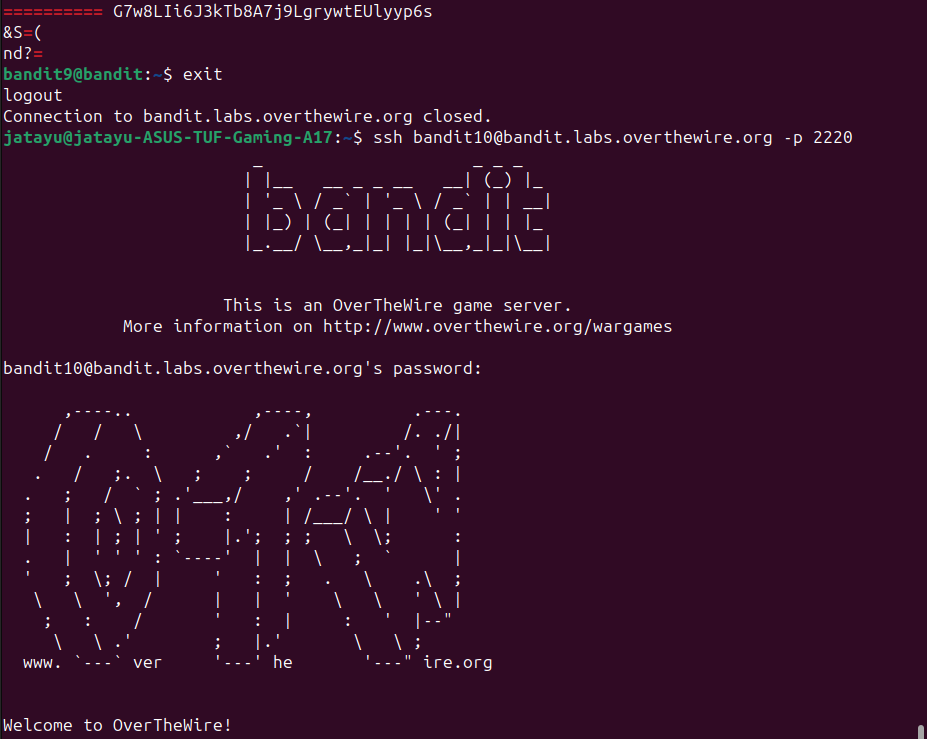 ========== G7w8LIi6J3kTb8A7j9LgrywtEUlyyp6s
&S=(
nd?=
bandit9@bandit:~$ exit
logout
Connection to bandit.labs.overthewire.org closed.
jatayu@jatayu-ASUS-TUF-Gaming-A17:~$ ssh bandit10@bandit.labs.overthewire.org -p 2220
bandit
This is an OverTheWire game server.
More information on http://www.overthewire.org/wargames
bandit10@bandit.labs.overthewire.org's password:
www. ver he ire.org
Welcome to OverTheWire!